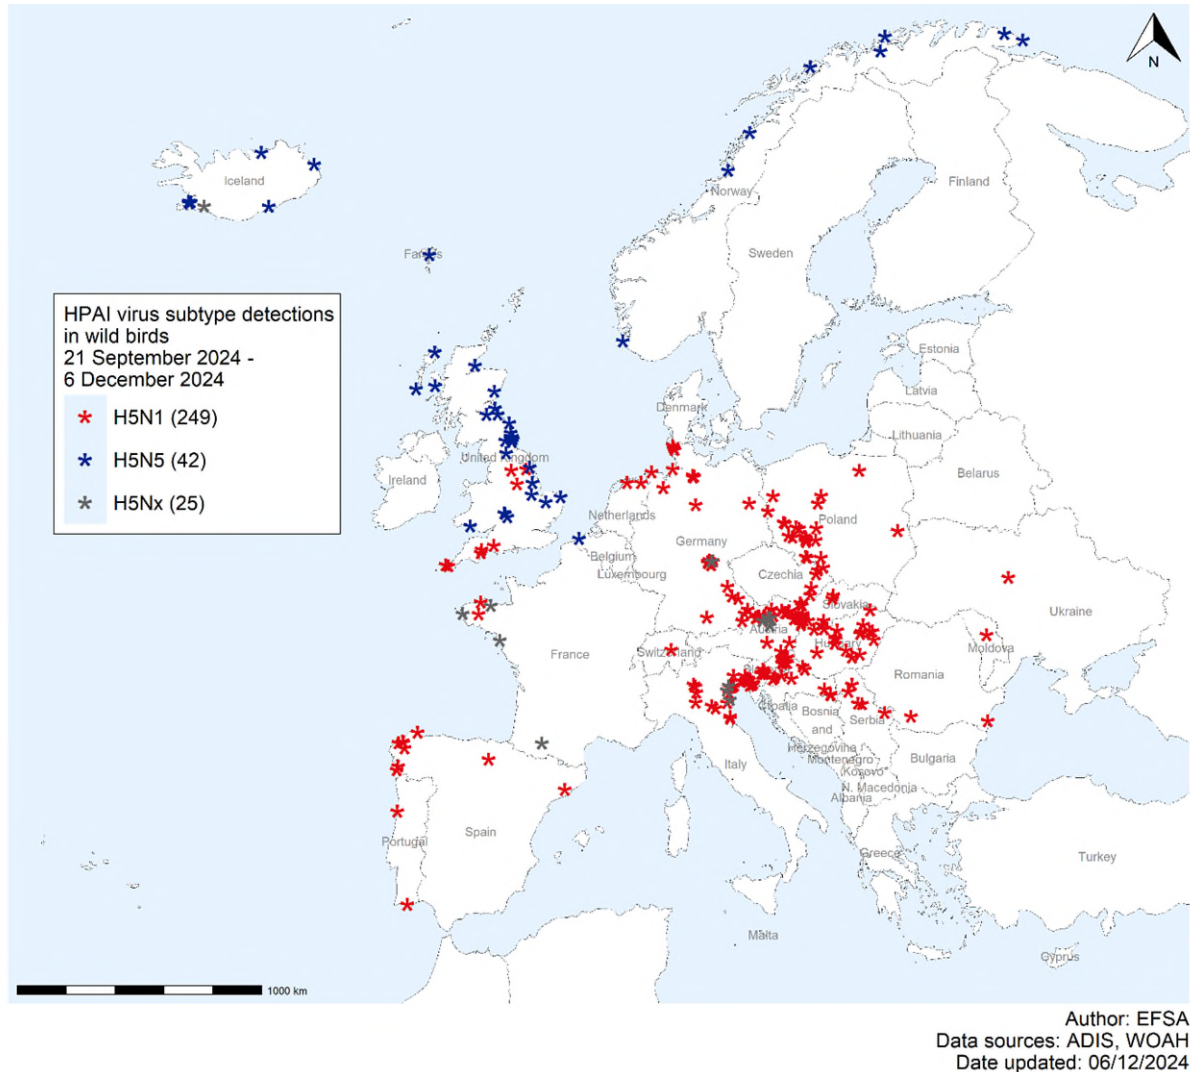 N
Iceland
Norway
Finland
Sweden
Faroes
HPAI virus subtype detections
in wild birds
21 September 2024 -
6 December 2024
H5N1 (249)
H5N5 (42)
H5Nx (25)
Estonia
Latvia
Denmark
Lithuania
United Kingdom
Ireland
Belarus
Netherlands
Poland
Germany
Belgium
Luxembourg
Czechia
Slovakia
Ukraine
Austria
Hungary
France
Switzerland
Moldova
Romania
Croatia
Bosnia
and
Herzegovina
Serbia
Montenegro
Kosovo
Bulgaria
Italy
N. Macedonia
Albania
Spain
Portugal
Greece
Turkey
Malta
Cyprus
1000 km
Author: EFSA
Data sources: ADIS, WOAH
Date updated: 06/12/2024